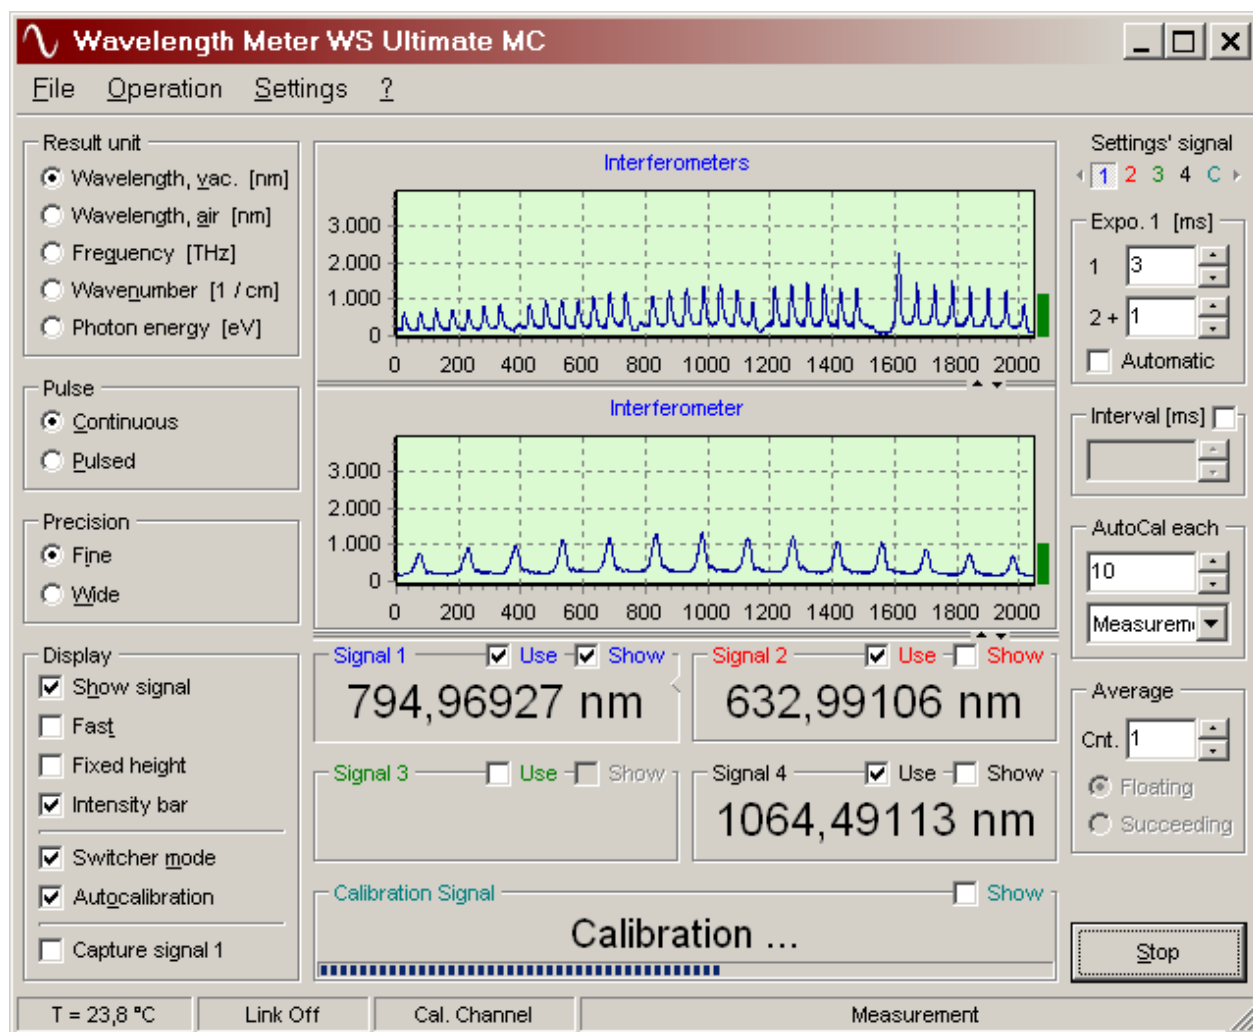 Wavelength Meter WS Ultimate MC
File Operation Settings ?
Result unit
Wavelength, vac. [nm]
Wavelength, air [nm]
Frequency [THz]
Wavenumber [1 / cm]
Photon energy [eV]
Pulse
Continuous
Pulsed
Precision
Fine
Wide
Display
Show signal
Fast
Fixed height
Intensity bar
Switcher mode
Autocalibration
Capture signal 1
Interferometers
3.000
2.000
1.000
0
0 200 400 600 800 1000 1200 1400 1600 1800 2000
Interferometer
3.000
2.000
1.000
0
0 200 400 600 800 1000 1200 1400 1600 1800 2000
Signal 1 Use Show
794,96927 nm
Signal 2 Use Show
632,99106 nm
Signal 3 Use Show
Signal 4 Use Show
1064,49113 nm
Calibration Signal Show
Calibration ...
Settings' signal
1 2 3 4 C
Expo. 1 [ms]
1 3
2 + 1
Automatic
Interval [ms]
AutoCal each
10
Measurem
Average
Cnt. 1
Floating
Succeeding
Stop
T = 23,8 °C Link Off Cal. Channel Measurement